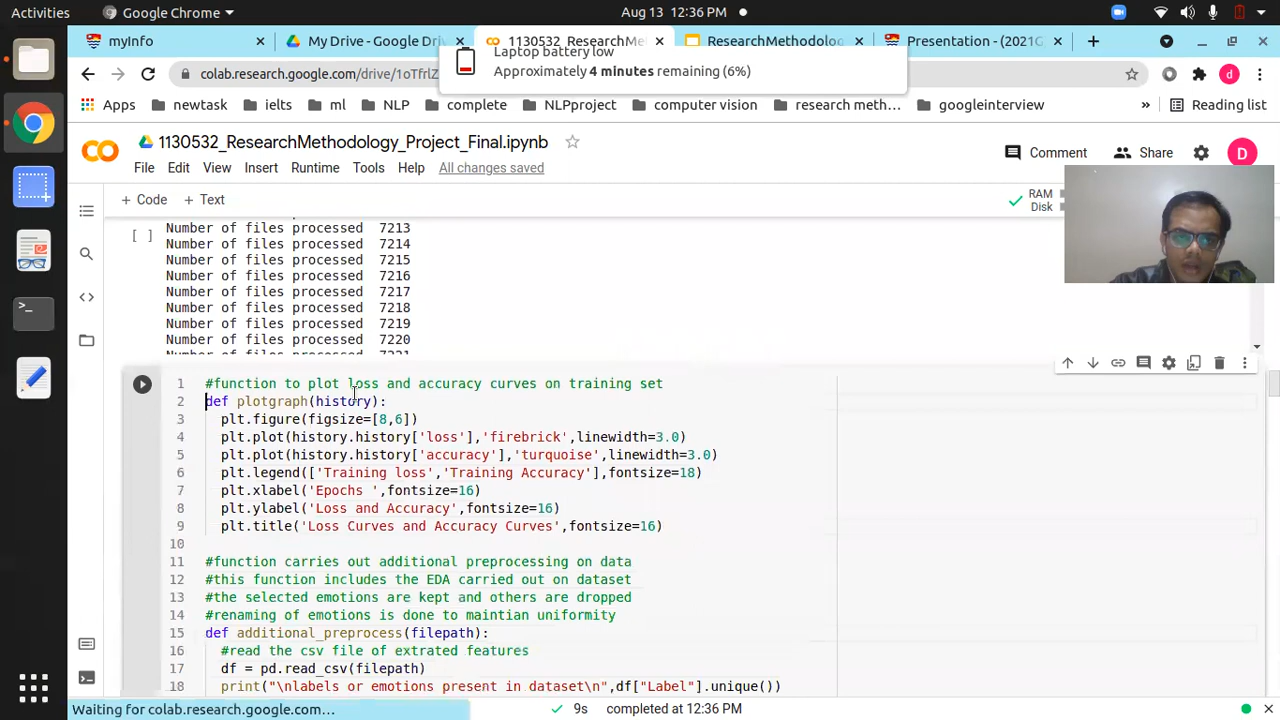 Activities
Google Chrome
Aug 13 12:36 PM
myInfo
My Drive - Google Dri
1130532_ResearchMe
ResearchMethodolog
Presentation - (2021G
Laptop battery low
Approximately 4 minutes remaining (6%)
colab.research.google.com/drive/1oTfrlZ
Apps
newtask
ielts
ml
NLP
complete
NLPproject
computer vision
research meth...
googleinterview
»
Reading list
1130532_ResearchMethodology_Project_Final.ipynb
Comment
Share
D
File Edit View Insert Runtime Tools Help All changes saved
+ Code + Text
RAM
Disk
Number of files processed 7213
[ ]
Number of files processed 7214
Number of files processed 7215
Number of files processed 7216
Number of files processed 7217
Number of files processed 7218
Number of files processed 7219
Number of files processed 7220
Number of files processed 7221
1 #function to plot loss and accuracy curves on training set
2 def plotgraph(history):
3 plt.figure(figsize=[8,6])
4 plt.plot(history.history['loss'],'firebrick',linewidth=3.0)
5 plt.plot(history.history['accuracy'],'turquoise',linewidth=3.0)
6 plt.legend(['Training loss','Training Accuracy'],fontsize=18)
7 plt.xlabel('Epochs ',fontsize=16)
8 plt.ylabel('Loss and Accuracy',fontsize=16)
9 plt.title('Loss Curves and Accuracy Curves',fontsize=16)
10
11 #function carries out additional preprocessing on data
12 #this function includes the EDA carried out on dataset
13 #the selected emotions are kept and others are dropped
14 #renaming of emotions is done to maintian uniformity
15 def additional_preprocess(filepath):
16 #read the csv file of extrated features
17 df = pd.read_csv(filepath)
18 print("\nlabels or emotions present in dataset\n",df["Label"].unique())
Waiting for colab.research.google.com...
9s completed at 12:36 PM